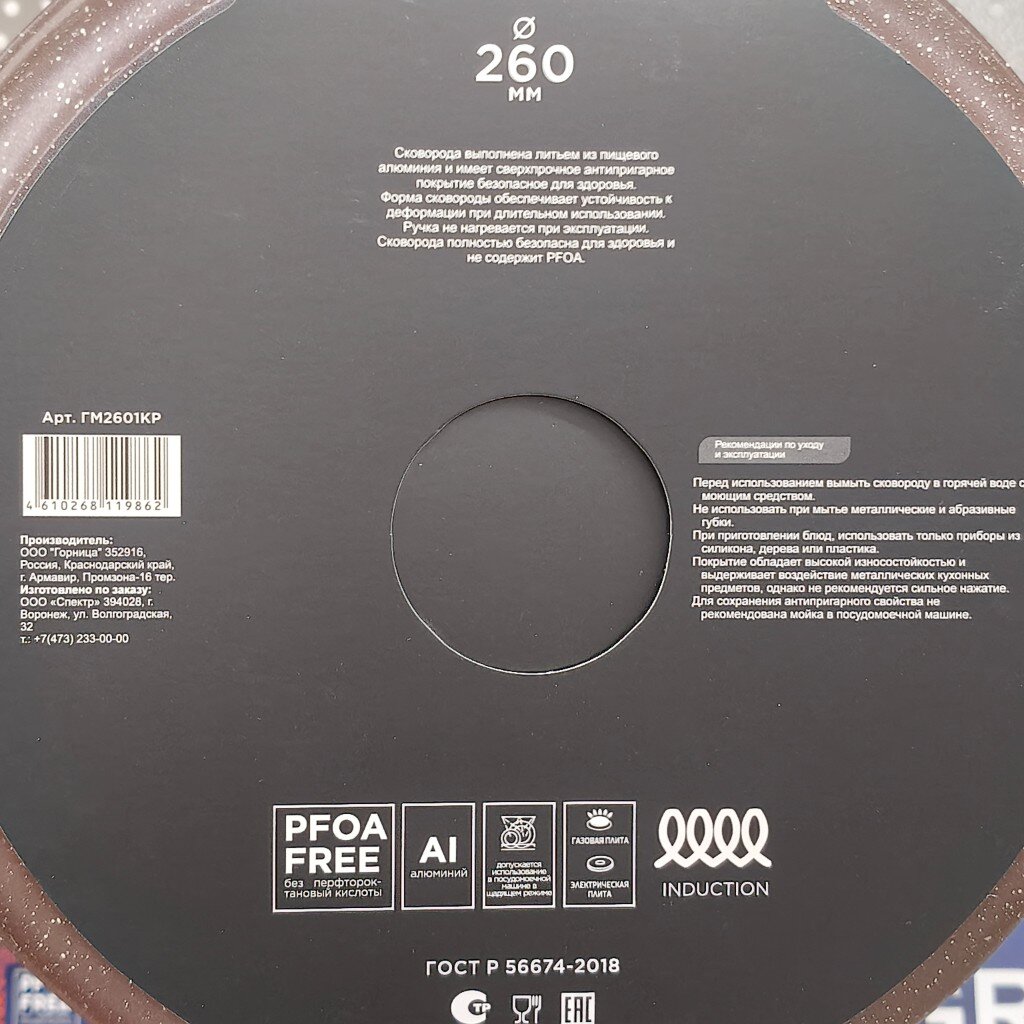 Ø
260
ММ
Сковорода выполнена литьем из пищевого
алюминия и имеет сверхпрочное антипригарное
покрытие безопасное для здоровья.
Форма сковороды обеспечивает устойчивость к
деформации при длительном использовании.
Ручка не нагревается при эксплуатации.
Сковорода полностью безопасна для здоровья и
не содержит PFOA.
Арт. ГМ2601КР
4 610268 119862
Производитель:
ООО "Горница" 352916,
Россия, Краснодарский край,
г. Армавир, Промзона-16 тер.
Изготовлено по заказу:
ООО «Спектр» 394028, г.
Воронеж, ул. Волгоградская,
32
т.: +7(473) 233-00-00
Рекомендации по уходу
и эксплуатации
Перед использованием вымыть сковороду в горячей воде с
моющим средством.
Не использовать при мытье металлические и абразивные
губки.
При приготовлении блюд, использовать только приборы из
силикона, дерева или пластика.
Покрытие обладает высокой износостойкостью и
выдерживает воздействие металлических кухонных
предметов, однако не рекомендуется сильное нажатие.
Для сохранения антипригарного свойства не
рекомендована мойка в посудомоечной машине.
PFOA
FREE
без перфторок-
тановый кислоты
Al
алюминий
допускается
использование
в посудомоечной
машине в
щадящем режиме
ГАЗОВАЯ ПЛИТА
ЭЛЕКТРИЧЕСКАЯ
ПЛИТА
INDUCTION
ГОСТ Р 56674-2018
СТР
EAC
FREE